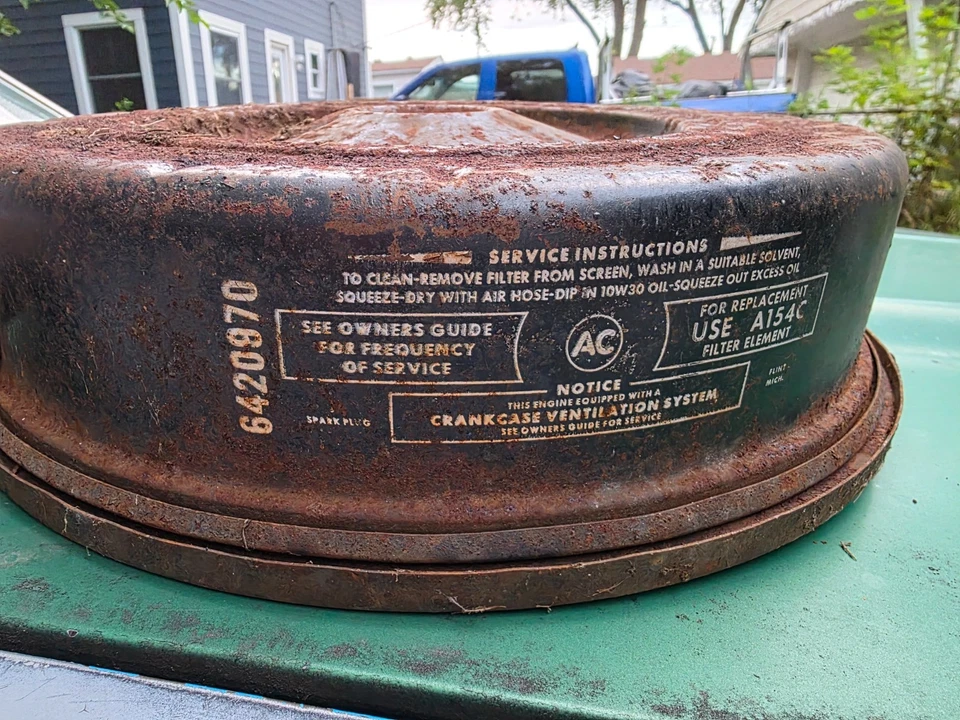 SERVICE INSTRUCTIONS
TO CLEAN-REMOVE FILTER FROM SCREEN, WASH IN A SUITABLE SOLVENT,
SQUEEZE-DRY WITH AIR HOSE-DIP IN 10W30 OIL-SQUEEZE OUT EXCESS OIL
6420970
SEE OWNERS GUIDE
FOR FREQUENCY
OF SERVICE
AC
FOR REPLACEMENT
USE A154C
FILTER ELEMENT
SPARK PLUG
NOTICE
THIS ENGINE EQUIPPED WITH A
CRANKCASE VENTILATION SYSTEM
SEE OWNERS GUIDE FOR SERVICE
FLINT
MICH.